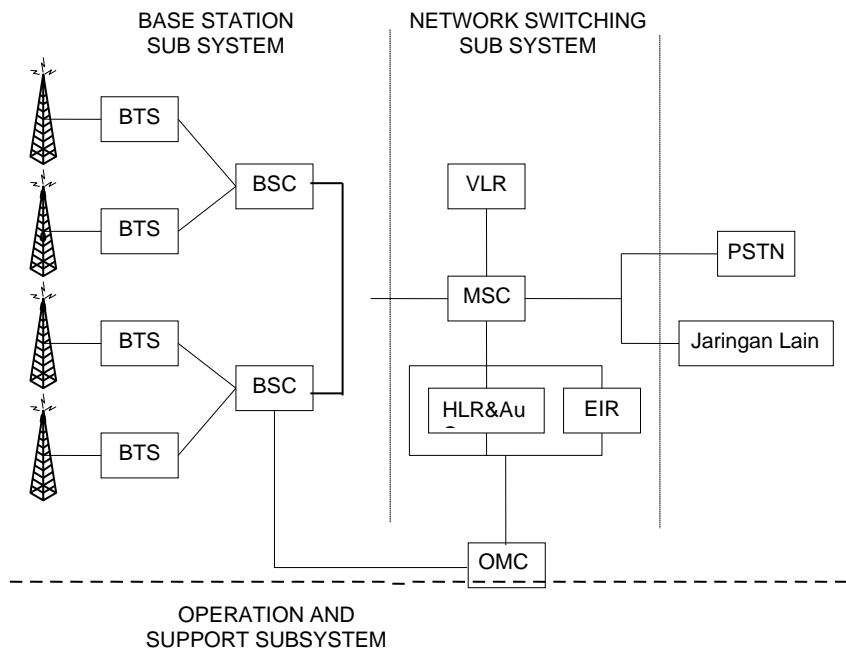 BASE STATION
SUB SYSTEM
NETWORK SWITCHING
SUB SYSTEM
BTS
BSC
VLR
BTS
PSTN
MSC
BTS
Jaringan Lain
BSC
HLR&Au
EIR
BTS
OMC
OPERATION AND
SUPPORT SUBSYSTEM